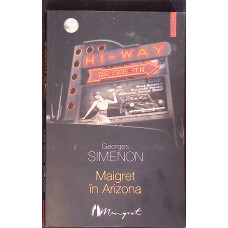 HI-WAY
Georges
SIMENON
Maigret
în Arizona
Maigret